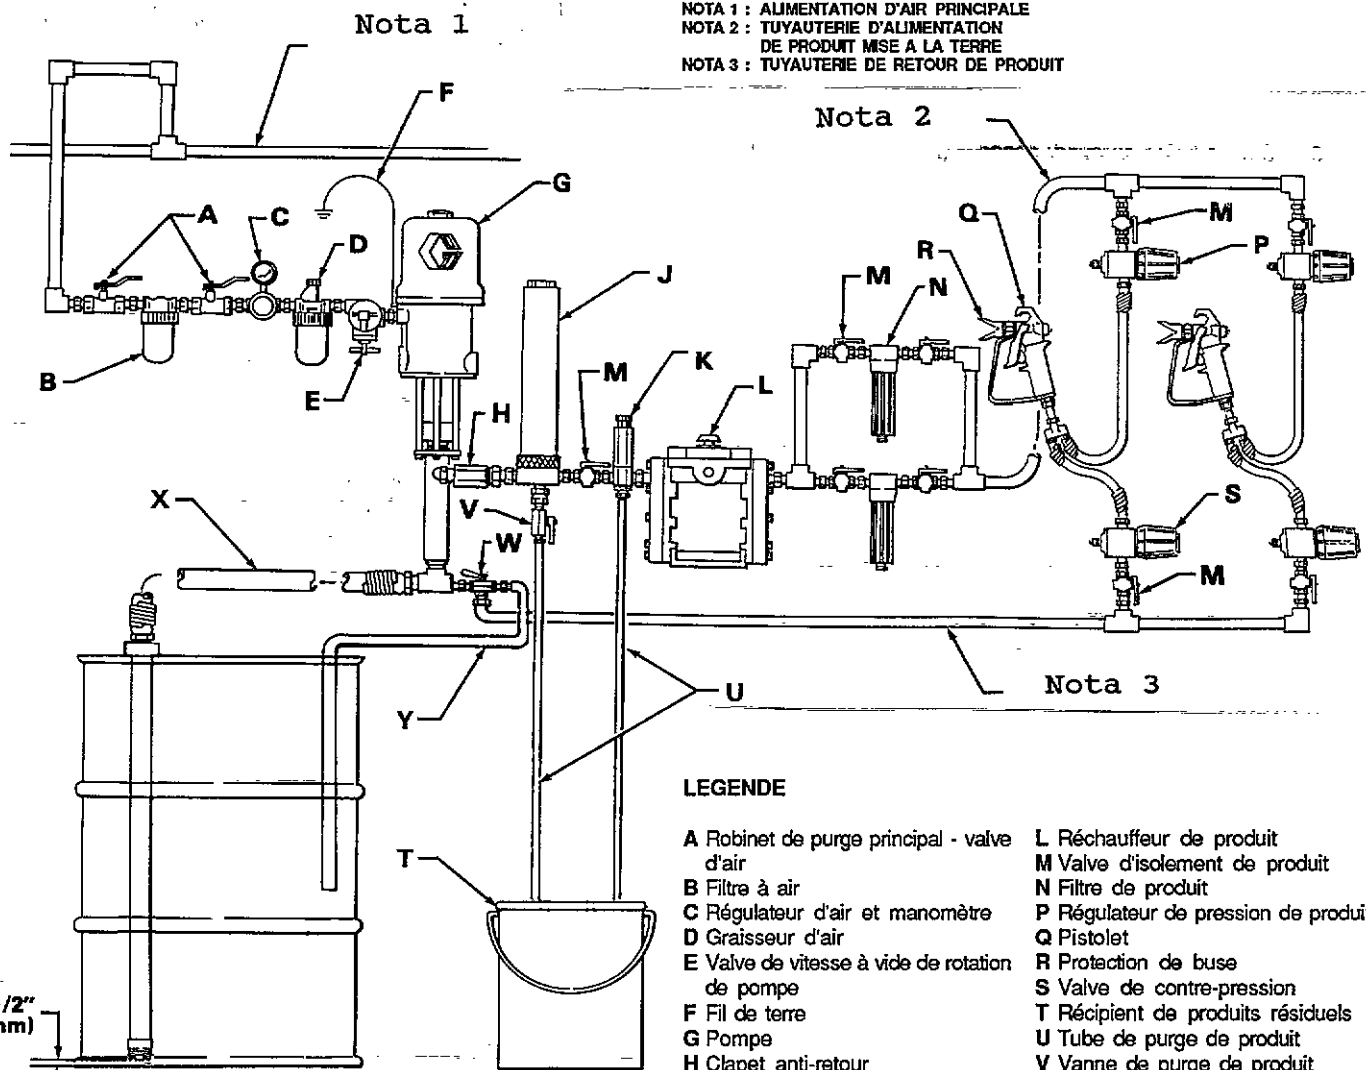 Nota 1
NOTA 1 : ALIMENTATION D'AIR PRINCIPALE
NOTA 2 : TUYAUTERIE D'ALIMENTATION
DE PRODUIT MISE A LA TERRE
NOTA 3 : TUYAUTERIE DE RETOUR DE PRODUIT
F
Nota 2
G
A
C
Q
M
D
R
P
J
M
N
B
E
M
K
H
L
X
V
S
W
M
U
Nota 3
Y
T
/2"
nm)
LEGENDE
A Robinet de purge principal - valve
d'air
B Filtre à air
C Régulateur d'air et manomètre
D Graisseur d'air
E Valve de vitesse à vide de rotation
de pompe
F Fil de terre
G Pompe
H Clapet anti-retour
L Réchauffeur de produit
M Valve d'isolement de produit
N Filtre de produit
P Régulateur de pression de produi
Q Pistolet
R Protection de buse
S Valve de contre-pression
T Récipient de produits résiduels
U Tube de purge de produit
V Vanne de purge de produit